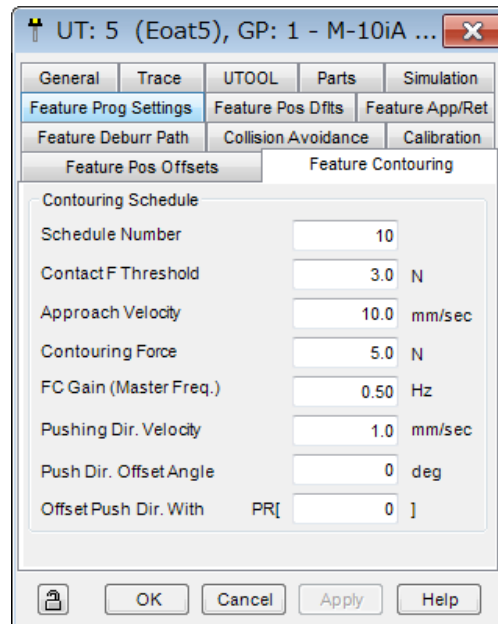 UT: 5 (Eoat5), GP: 1 - M-10iA ...
General Trace UTOOL Parts Simulation
Feature Prog Settings Feature Pos Dflts Feature App/Ret
Feature Deburr Path Collision Avoidance Calibration
Feature Pos Offsets Feature Contouring
Contouring Schedule
Schedule Number 10
Contact F Threshold 3.0 N
Approach Velocity 10.0 mm/sec
Contouring Force 5.0 N
FC Gain (Master Freq.) 0.50 Hz
Pushing Dir. Velocity 1.0 mm/sec
Push Dir. Offset Angle 0 deg
Offset Push Dir. With PR[ 0 ]
OK Cancel Apply Help